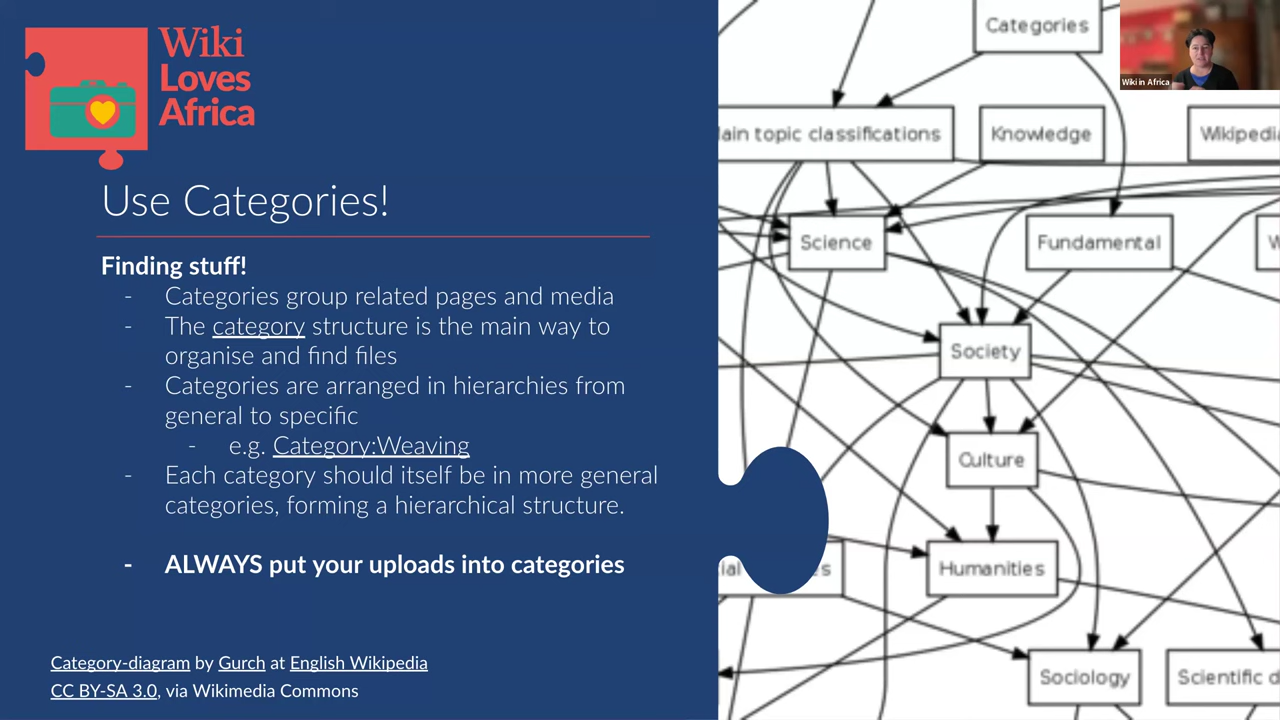 Wiki
Loves
Africa
Use Categories!
Finding stuff!
- Categories group related pages and media
- The category structure is the main way to
organise and find files
- Categories are arranged in hierarchies from
general to specific
- e.g. Category:Weaving
- Each category should itself be in more general
categories, forming a hierarchical structure.
- ALWAYS put your uploads into categories
Category-diagram by Gurch at English Wikipedia
CC BY-SA 3.0, via Wikimedia Commons
Categories
ain topic classifications
Knowledge
Wikipedia
Science
Fundamental
W
Society
Culture
Humanities
Sociology
Scientific d
Wiki in Africa